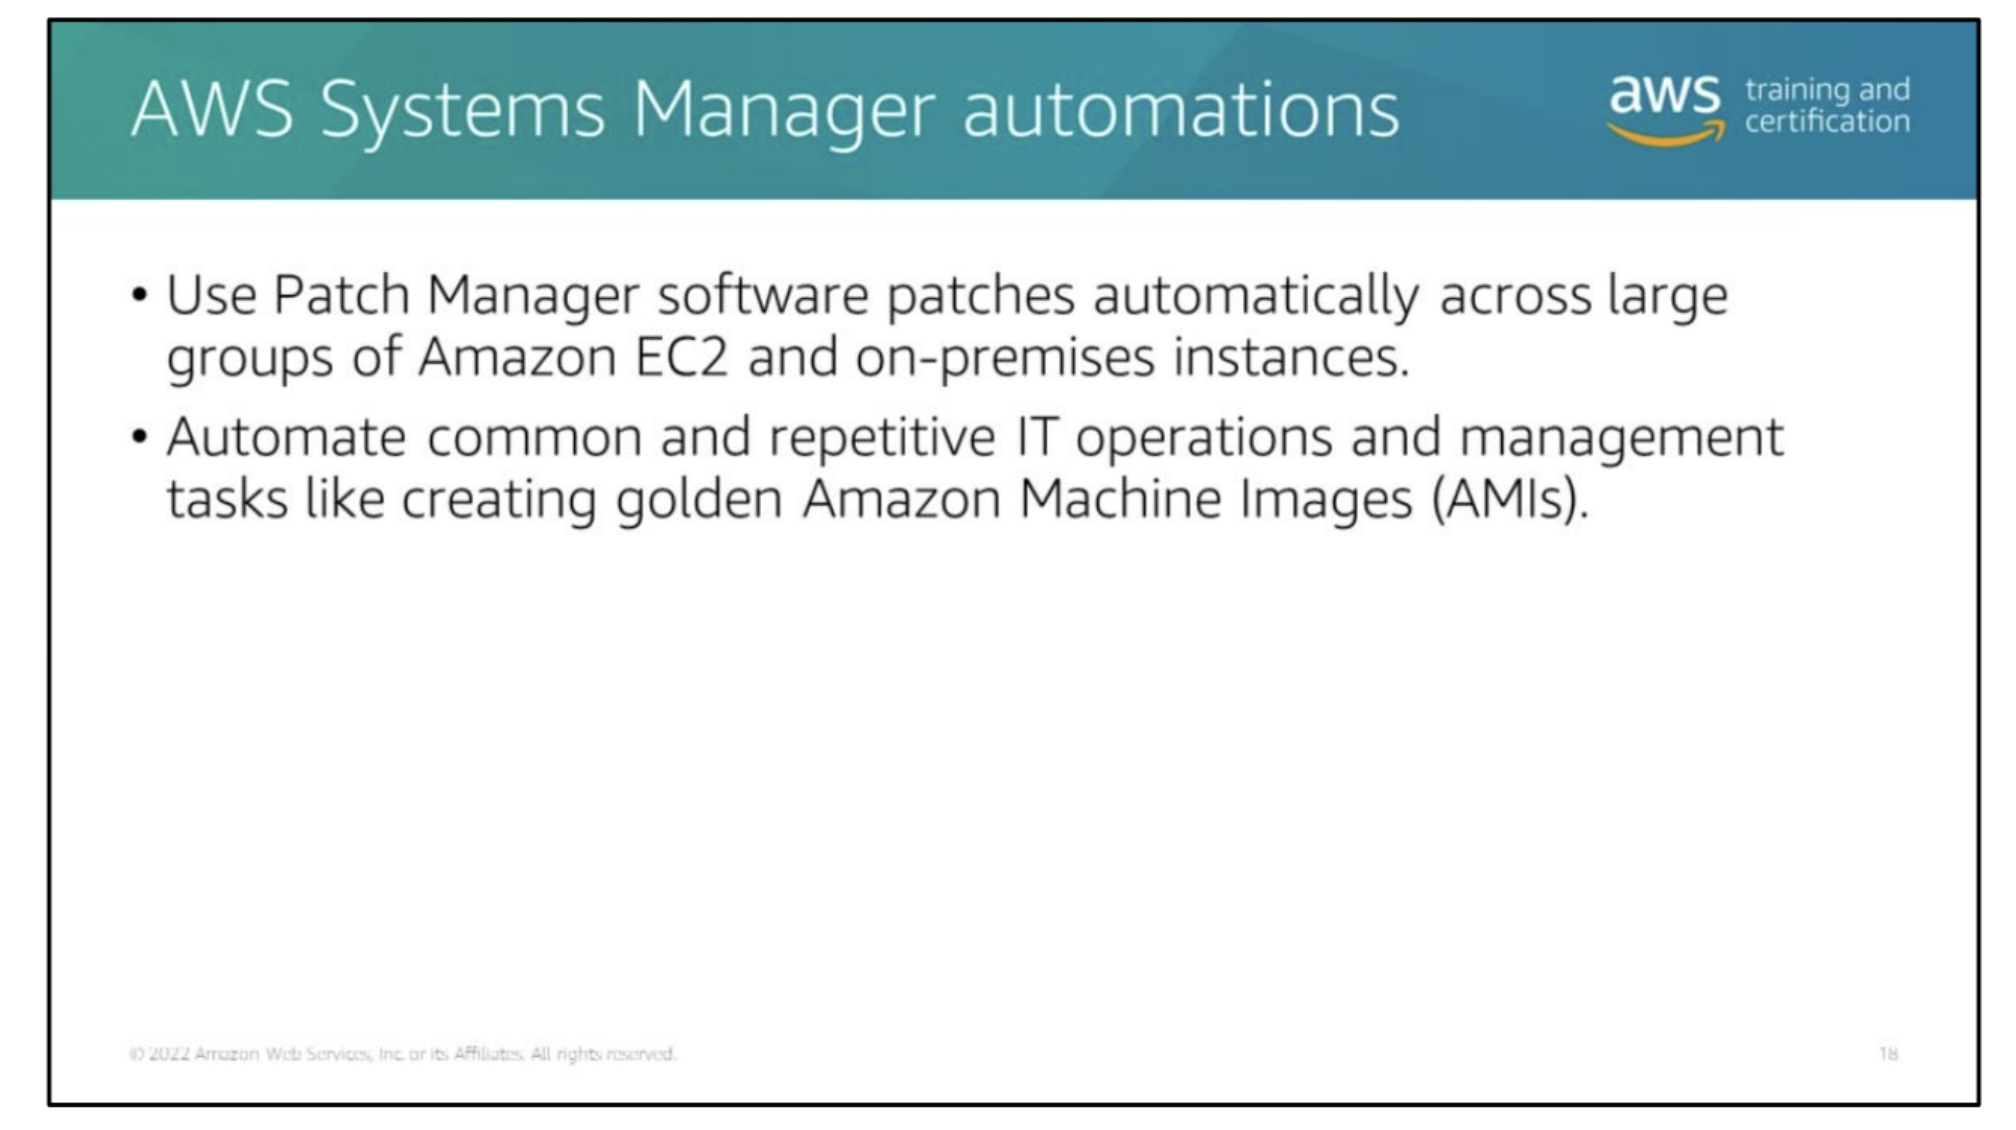 AWS Systems Manager automations
aws training and
certification
• Use Patch Manager software patches automatically across large
groups of Amazon EC2 and on-premises instances.
• Automate common and repetitive IT operations and management
tasks like creating golden Amazon Machine Images (AMIs).
© 2022 Amazon Web Services, Inc. or its Affiliates. All rights reserved.
18